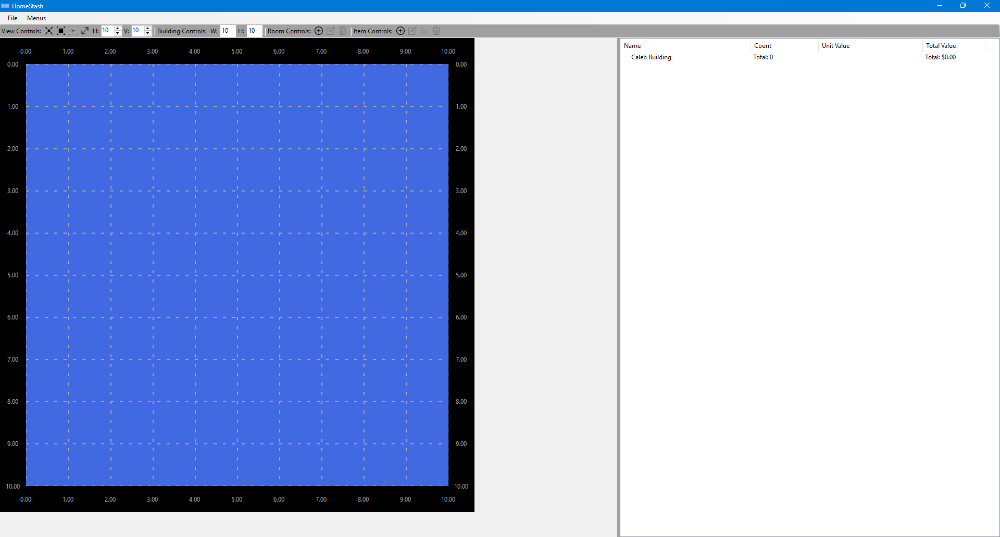 HomeStash
File Menus
View Controls: H: 10 V: 10 Building Controls: W: 10 H: 10 Room Controls: Item Controls:
0.00 1.00 2.00 3.00 4.00 5.00 6.00 7.00 8.00 9.00 10.00
0.00 0.00
1.00 1.00
2.00 2.00
3.00 3.00
4.00 4.00
5.00 5.00
6.00 6.00
7.00 7.00
8.00 8.00
9.00 9.00
10.00 10.00
0.00 1.00 2.00 3.00 4.00 5.00 6.00 7.00 8.00 9.00 10.00
Name Count Unit Value Total Value
Caleb Building Total: 0 Total: $0.00